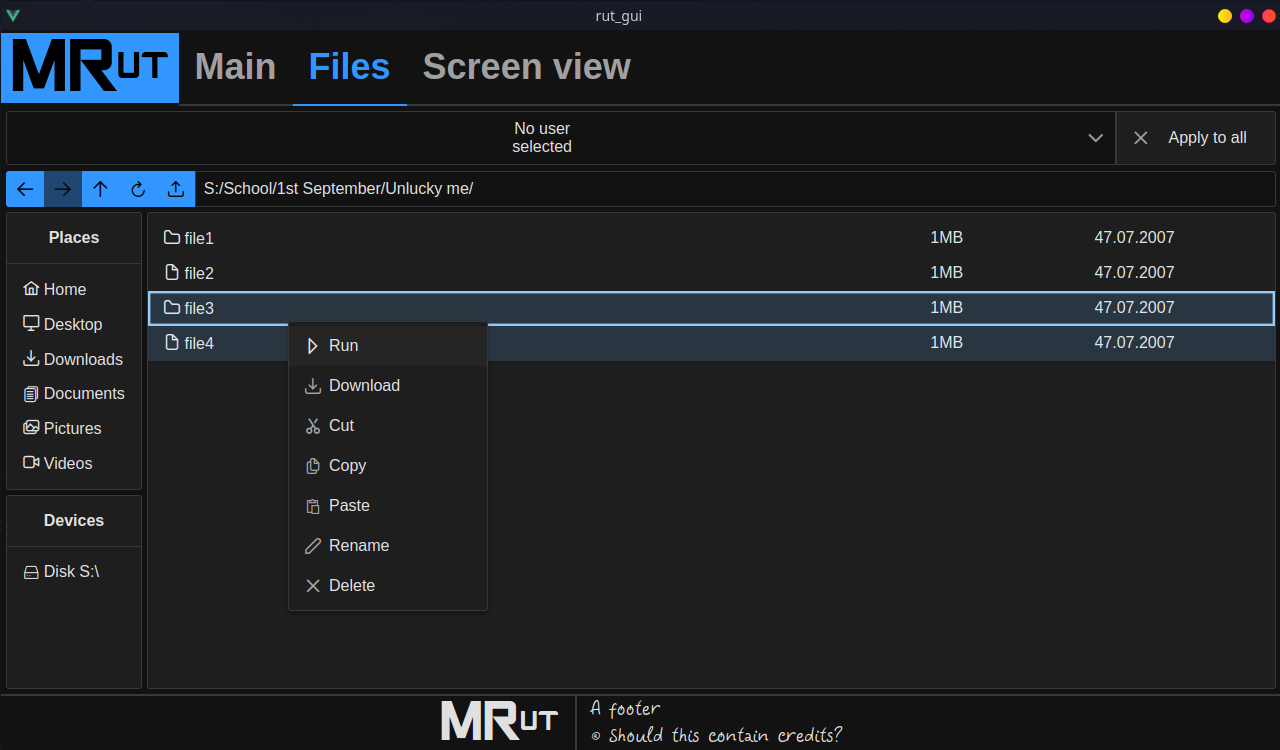 rut_gui
MRUT Main Files Screen view
No user
selected
Apply to all
S:/School/1st September/Unlucky me/
Places
Home
Desktop
Downloads
Documents
Pictures
Videos
Devices
Disk S:\
file1 1MB 47.07.2007
file2 1MB 47.07.2007
file3 1MB 47.07.2007
file4 1MB 47.07.2007
Run
Download
Cut
Copy
Paste
Rename
Delete
MRUT
A footer
© Should this contain credits?